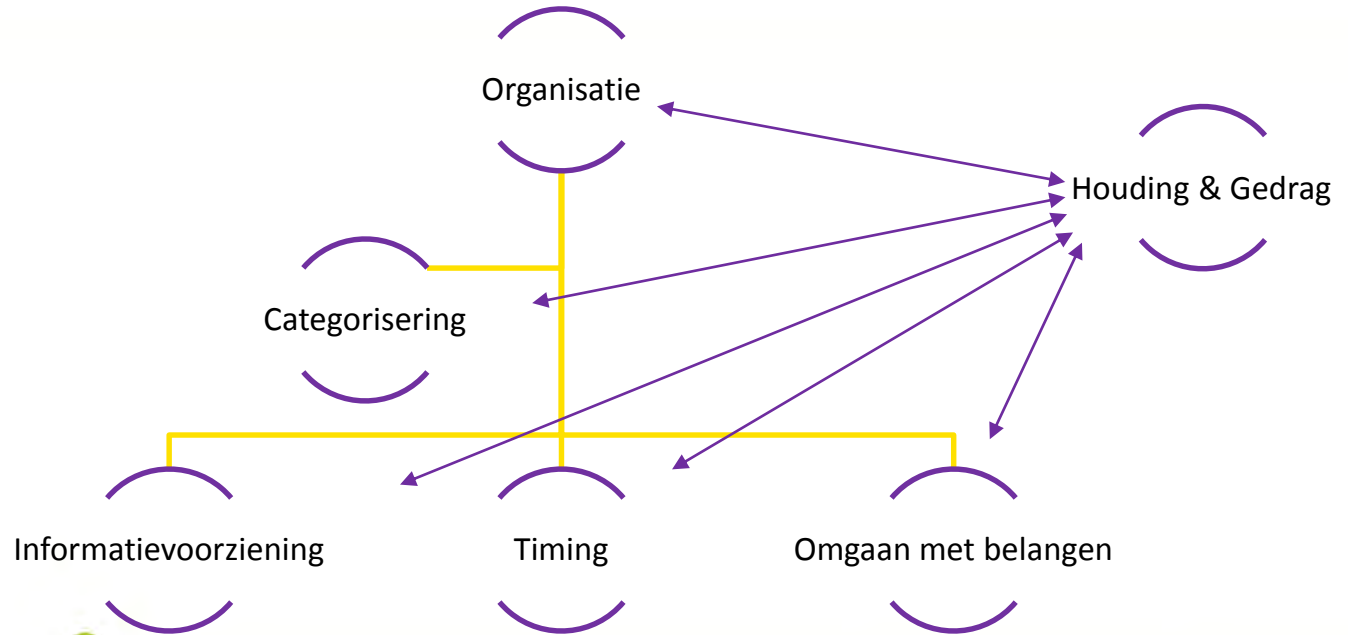 Organisatie
Houding & Gedrag
Categorisering
Informatievoorziening
Timing
Omgaan met belangen